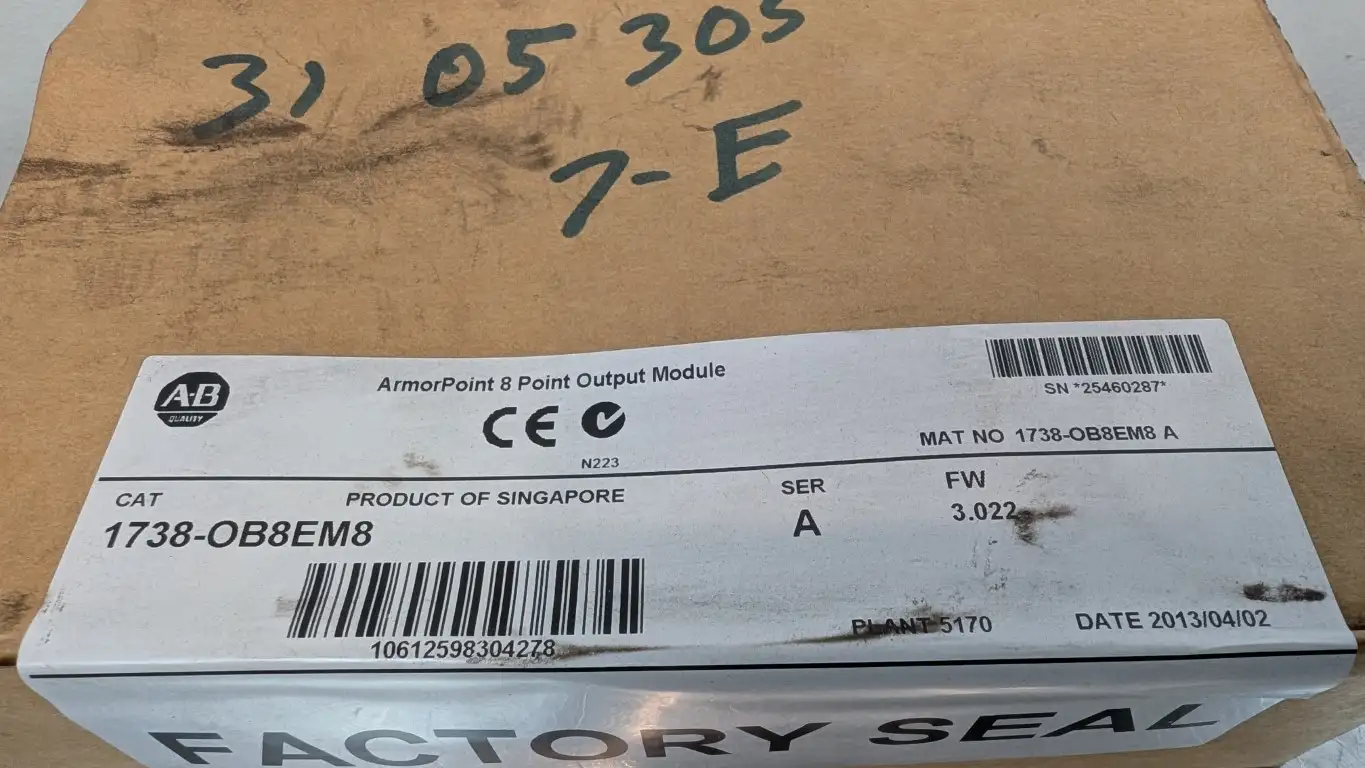 31 05 305
7-E
A-B
QUALITY
ArmorPoint 8 Point Output Module
CE
N223
SN *25460287*
MAT NO 1738-OB8EM8 A
CAT
PRODUCT OF SINGAPORE
SER
FW
1738-OB8EM8
A
3.022
10612598304278
PLANT 5170
DATE 2013/04/02
FACTORY SEAL